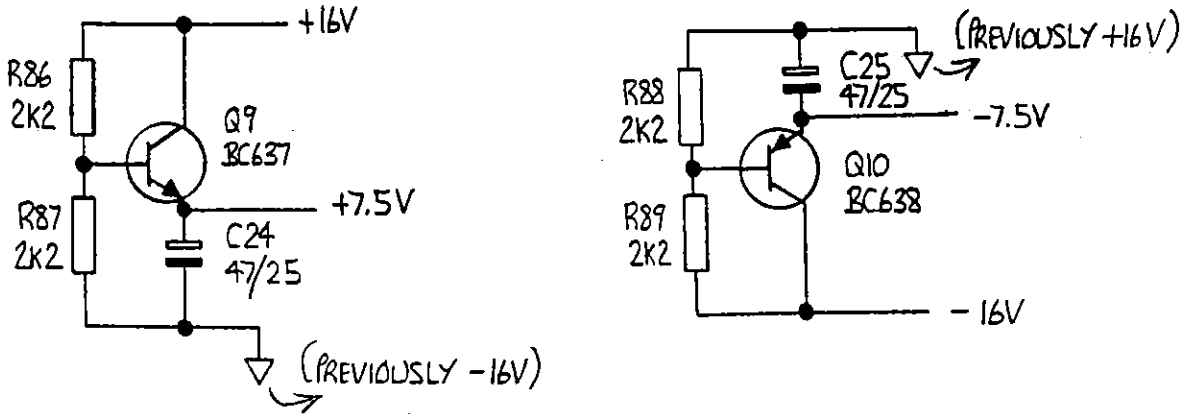 +16V
R86
2K2
Q9
BC637
R87
2K2
+7.5V
C24
47/25
(PREVIOUSLY -16V)
(PREVIOUSLY +16V)
R88
2K2
C25
47/25
-7.5V
Q10
BC638
R89
2K2
-16V